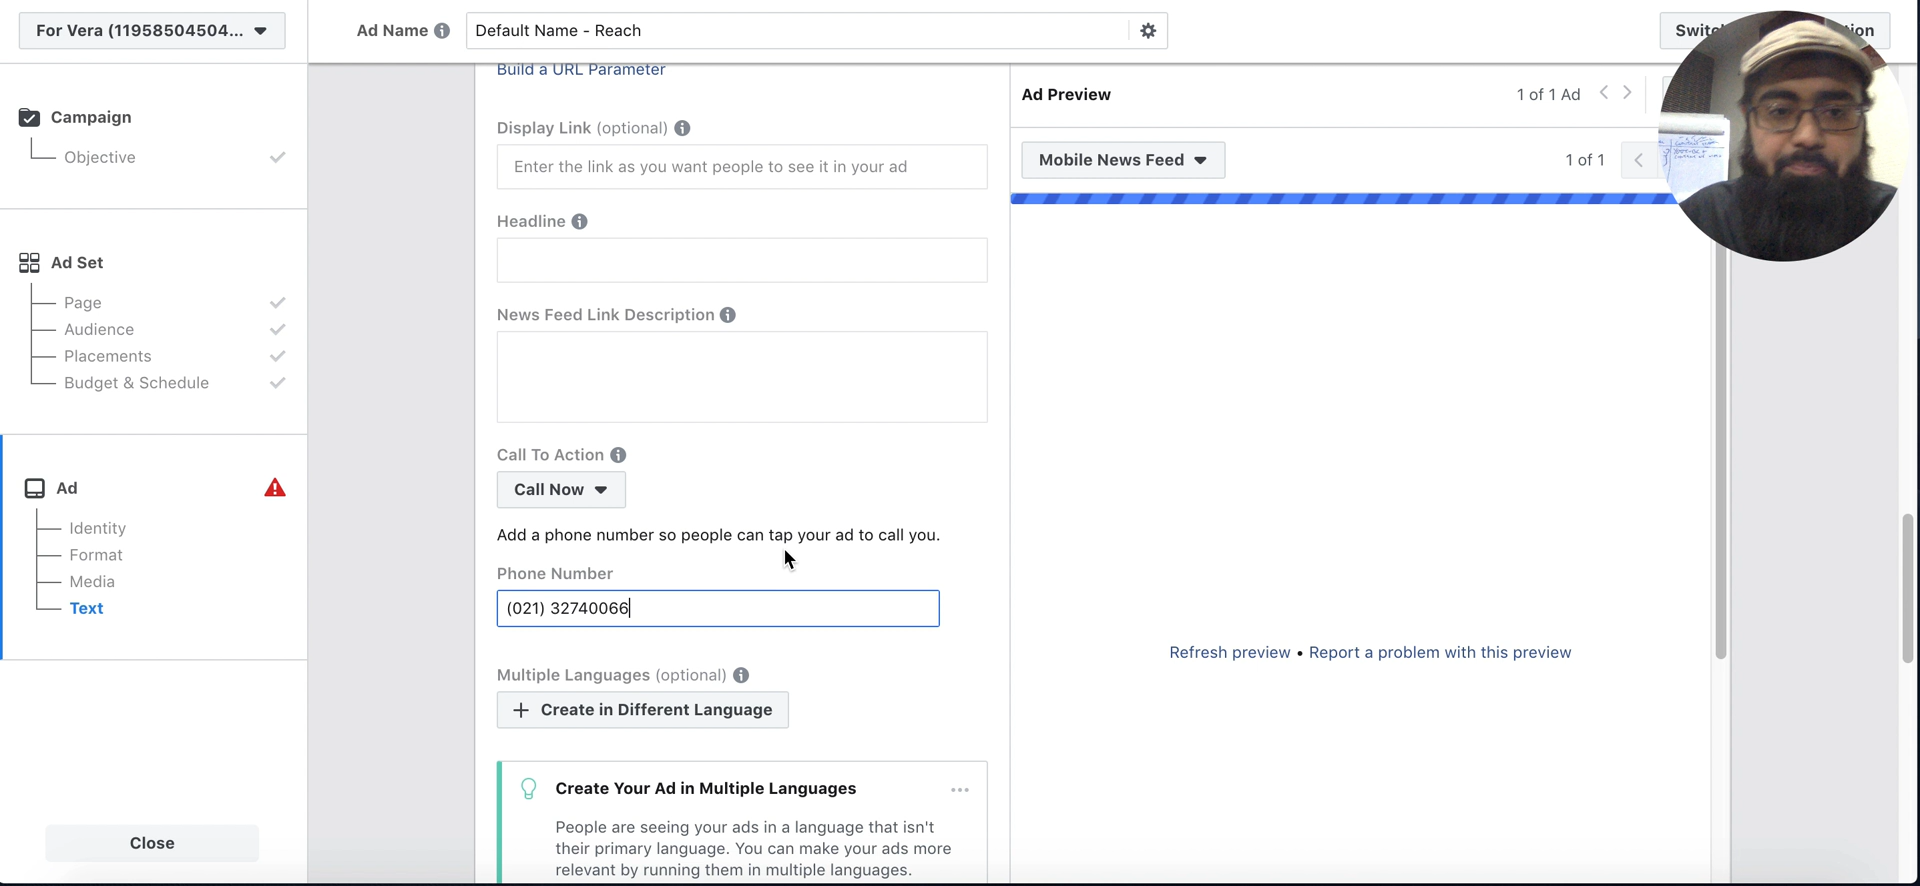 For Vera (11958504504...
Ad Name
Default Name - Reach
Campaign
Objective
Ad Set
Page
Audience
Placements
Budget & Schedule
Ad
Identity
Format
Media
Text
Close
Build a URL Parameter
Display Link (optional)
Enter the link as you want people to see it in your ad
Headline
News Feed Link Description
Call To Action
Call Now
Add a phone number so people can tap your ad to call you.
Phone Number
(021) 32740066
Multiple Languages (optional)
+ Create in Different Language
Create Your Ad in Multiple Languages
People are seeing your ads in a language that isn't
their primary language. You can make your ads more
relevant by running them in multiple languages.
Ad Preview
1 of 1 Ad
Mobile News Feed
1 of 1
Refresh preview • Report a problem with this preview